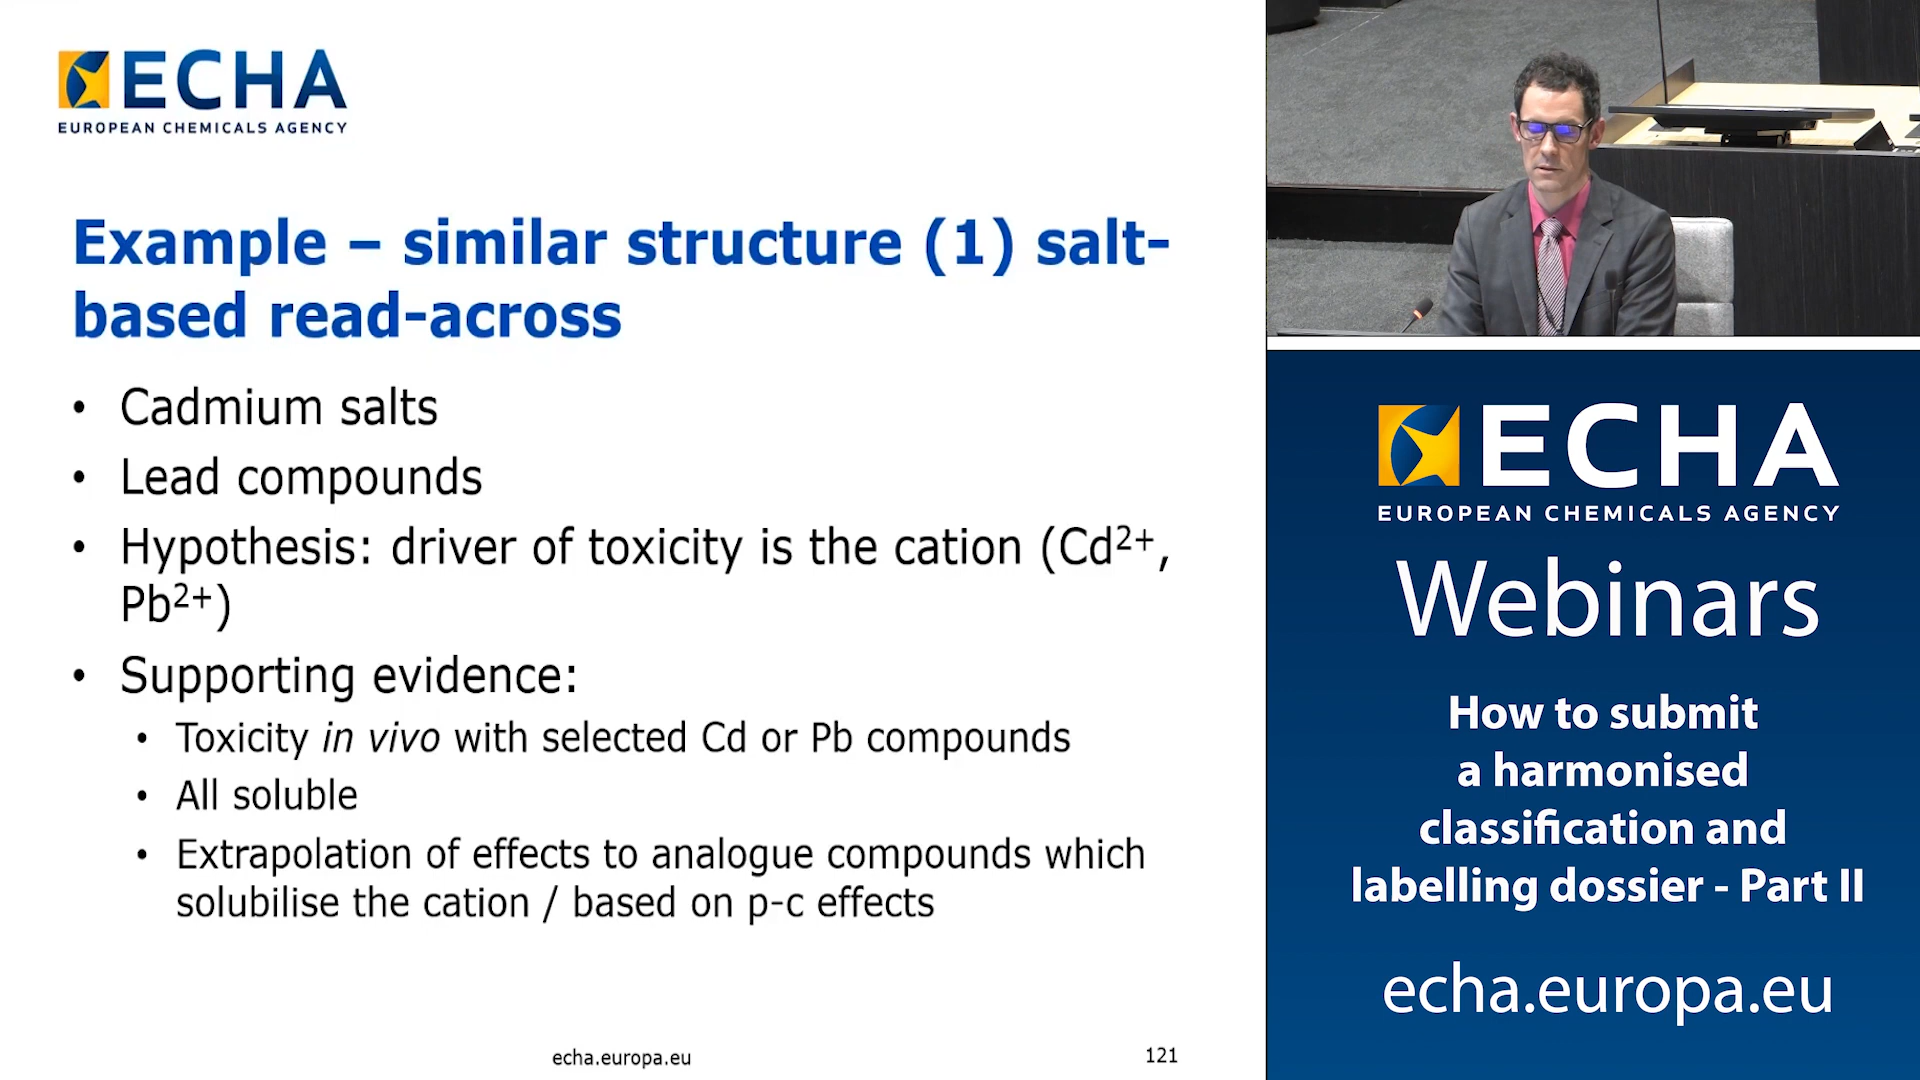 ECHA
EUROPEAN CHEMICALS AGENCY
Example – similar structure (1) salt-
based read-across
• Cadmium salts
• Lead compounds
• Hypothesis: driver of toxicity is the cation (Cd²⁺,
Pb²⁺)
• Supporting evidence:
• Toxicity in vivo with selected Cd or Pb compounds
• All soluble
• Extrapolation of effects to analogue compounds which
solubilise the cation / based on p-c effects
echa.europa.eu
121
ECHA
EUROPEAN CHEMICALS AGENCY
Webinars
How to submit
a harmonised
classification and
labelling dossier - Part II
echa.europa.eu